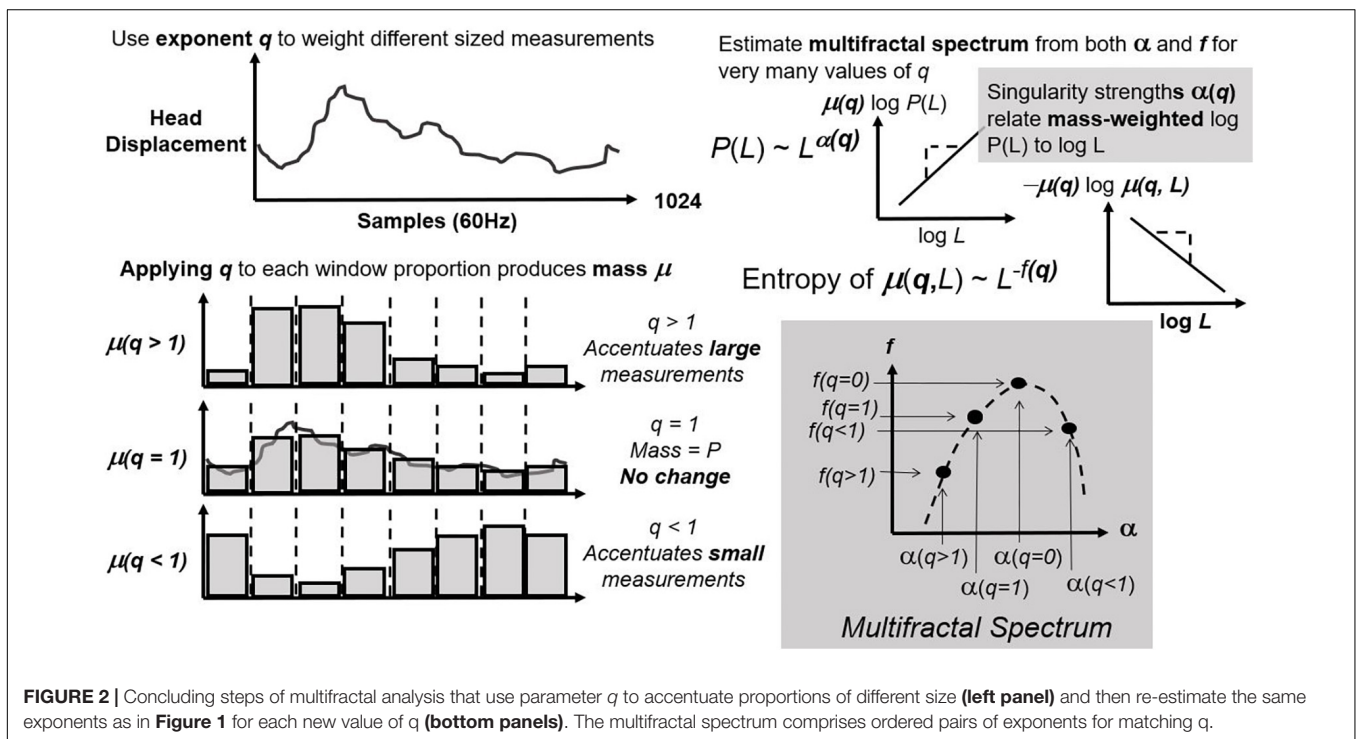 Use exponent q to weight different sized measurements
Head
Displacement
1024
Samples (60Hz)
Applying q to each window proportion produces mass μ
μ(q > 1)
q > 1
Accentuates large
measurements
μ(q = 1)
q = 1
Mass = P
No change
μ(q < 1)
q < 1
Accentuates small
measurements
Estimate multifractal spectrum from both α and f for
very many values of q
μ(q) log P(L)
P(L) ~ L^α(q)
log L
Singularity strengths α(q)
relate mass-weighted log
P(L) to log L
–μ(q) log μ(q, L)
log L
Entropy of μ(q,L) ~ L^-f(q)
f
f(q=0)
f(q=1)
f(q<1)
f(q>1)
α
α(q>1)
α(q=0)
α(q=1)
α(q<1)
Multifractal Spectrum
FIGURE 2 | Concluding steps of multifractal analysis that use parameter q to accentuate proportions of different size (left panel) and then re-estimate the same
exponents as in Figure 1 for each new value of q (bottom panels). The multifractal spectrum comprises ordered pairs of exponents for matching q.